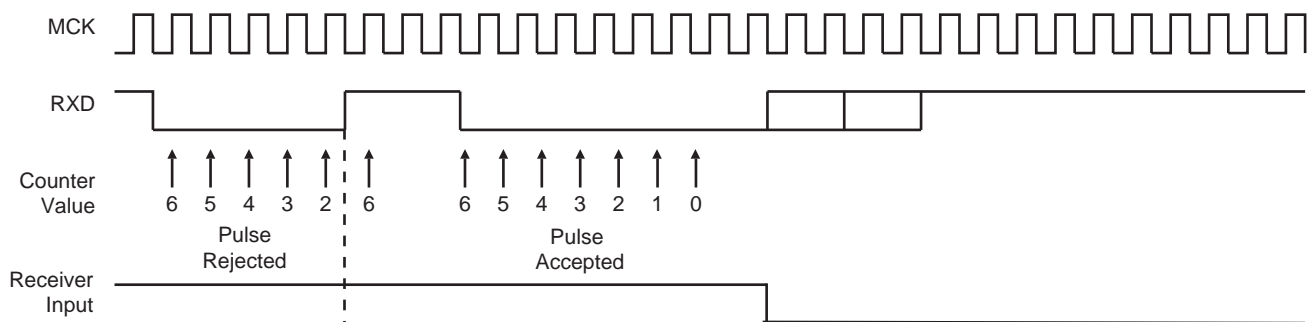 MCK
RXD
Counter
Value
6 5 4 3 2 6 6 5 4 3 2 1 0
Pulse
Rejected
Pulse
Accepted
Receiver
Input